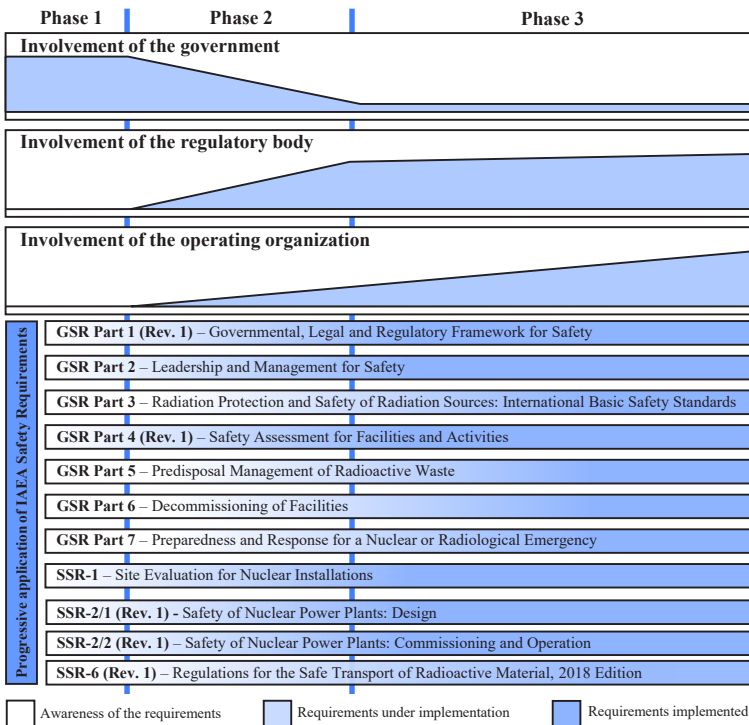 Phase 1 Phase 2 Phase 3
Involvement of the government
Involvement of the regulatory body
Involvement of the operating organization
Progressive application of IAEA Safety Requirements
GSR Part 1 (Rev. 1) – Governmental, Legal and Regulatory Framework for Safety
GSR Part 2 – Leadership and Management for Safety
GSR Part 3 – Radiation Protection and Safety of Radiation Sources: International Basic Safety Standards
GSR Part 4 (Rev. 1) – Safety Assessment for Facilities and Activities
GSR Part 5 – Predisposal Management of Radioactive Waste
GSR Part 6 – Decommissioning of Facilities
GSR Part 7 – Preparedness and Response for a Nuclear or Radiological Emergency
SSR-1 – Site Evaluation for Nuclear Installations
SSR-2/1 (Rev. 1) - Safety of Nuclear Power Plants: Design
SSR-2/2 (Rev. 1) – Safety of Nuclear Power Plants: Commissioning and Operation
SSR-6 (Rev. 1) – Regulations for the Safe Transport of Radioactive Material, 2018 Edition
Awareness of the requirements Requirements under implementation Requirements implemented